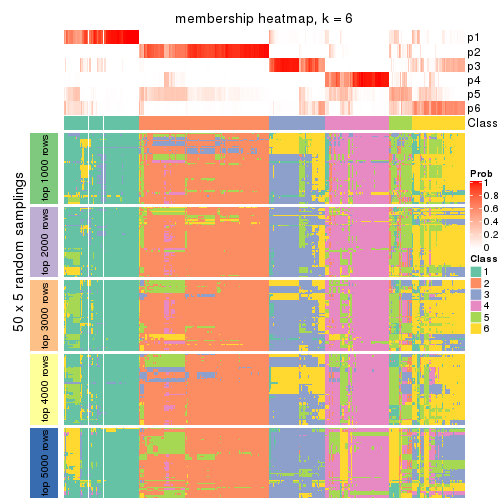 membership heatmap, k = 6
p1
p2
p3
p4
p5
p6
Class
50 x 5 random samplings
top 1000 rows
top 2000 rows
top 3000 rows
top 4000 rows
top 5000 rows
Prob
1
0.8
0.6
0.4
0.2
0
Class
1
2
3
4
5
6